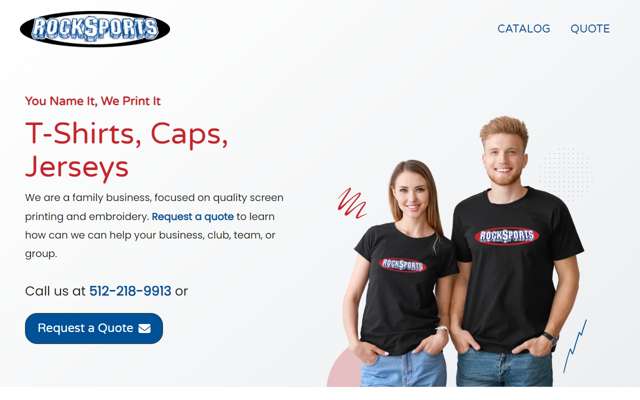 ROCKSPORTS
CATALOG QUOTE
You Name It, We Print It
T-Shirts, Caps,
Jerseys
We are a family business, focused on quality screen
printing and embroidery. Request a quote to learn
how can we can help your business, club, team, or
group.
Call us at 512-218-9913 or
Request a Quote
ROCKSPORTS
ROCKSPORTS